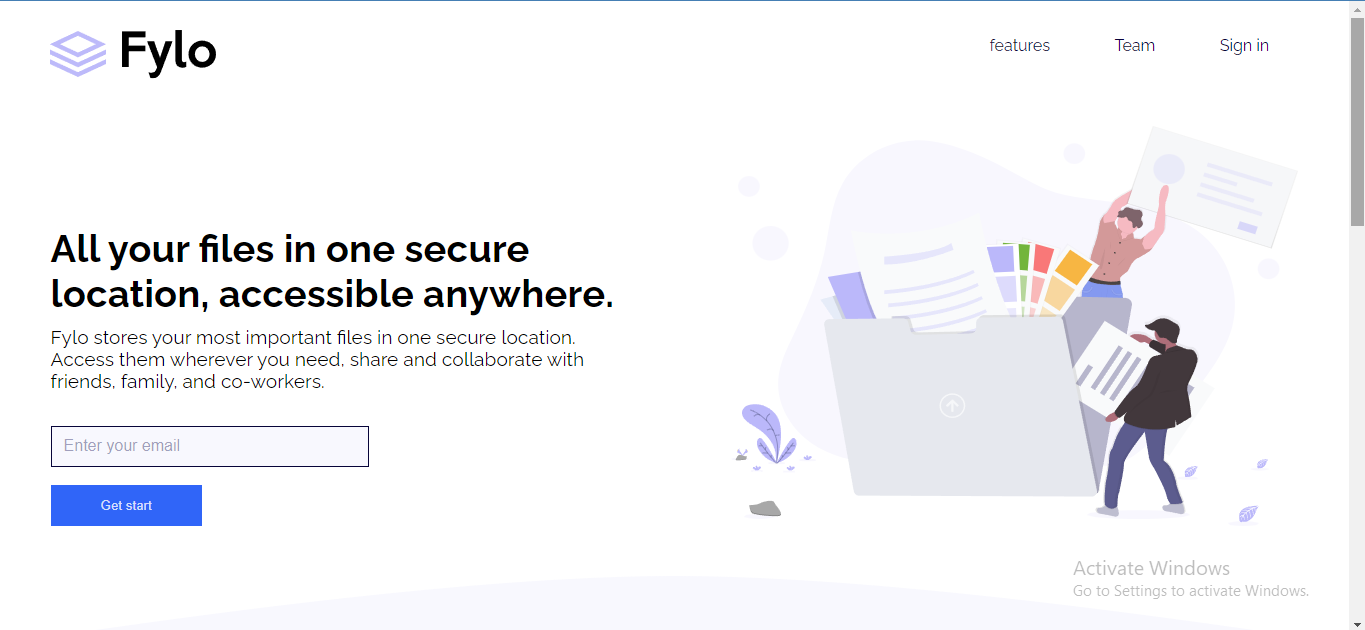 Fylo
features
Team
Sign in
All your files in one secure
location, accessible anywhere.
Fylo stores your most important files in one secure location.
Access them wherever you need, share and collaborate with
friends, family, and co-workers.
Enter your email
Get start
Activate Windows
Go to Settings to activate Windows.